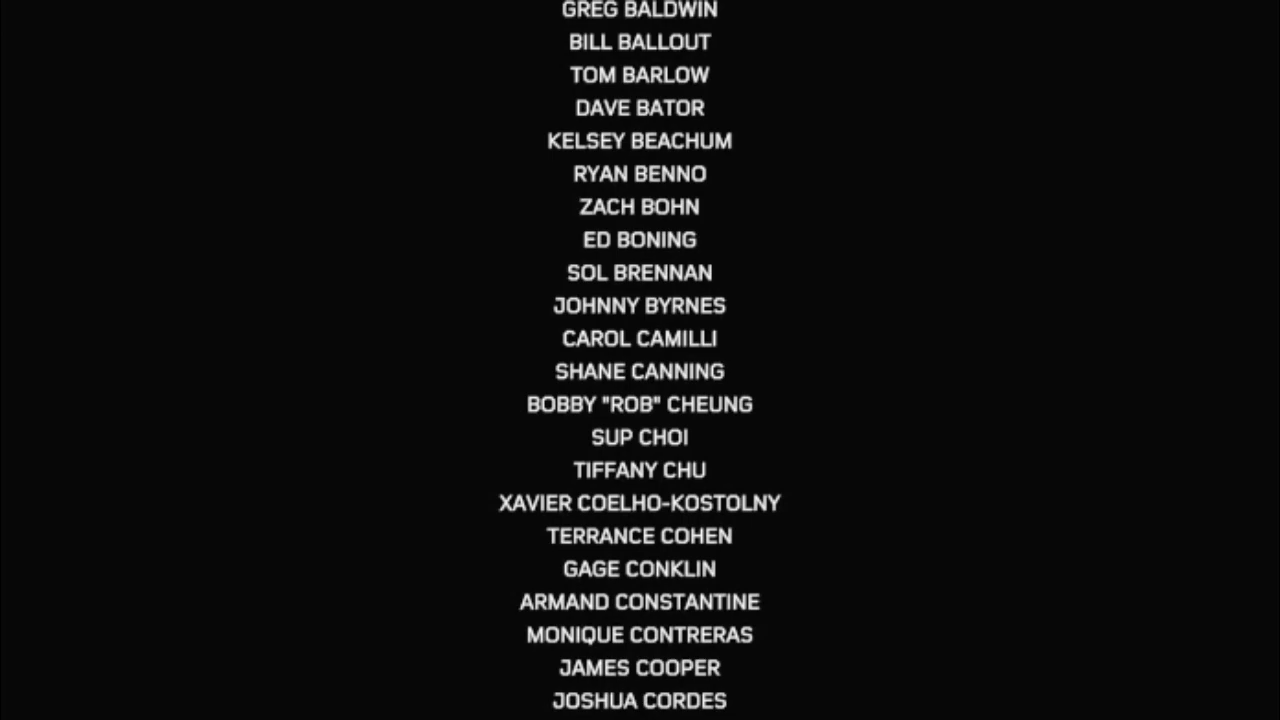 GREG BALDWIN
BILL BALLOUT
TOM BARLOW
DAVE BATOR
KELSEY BEACHUM
RYAN BENNO
ZACH BOHN
ED BONING
SOL BRENNAN
JOHNNY BYRNES
CAROL CAMILLI
SHANE CANNING
BOBBY "ROB" CHEUNG
SUP CHOI
TIFFANY CHU
XAVIER COELHO-KOSTOLNY
TERRANCE COHEN
GAGE CONKLIN
ARMAND CONSTANTINE
MONIQUE CONTRERAS
JAMES COOPER
JOSHUA CORDES